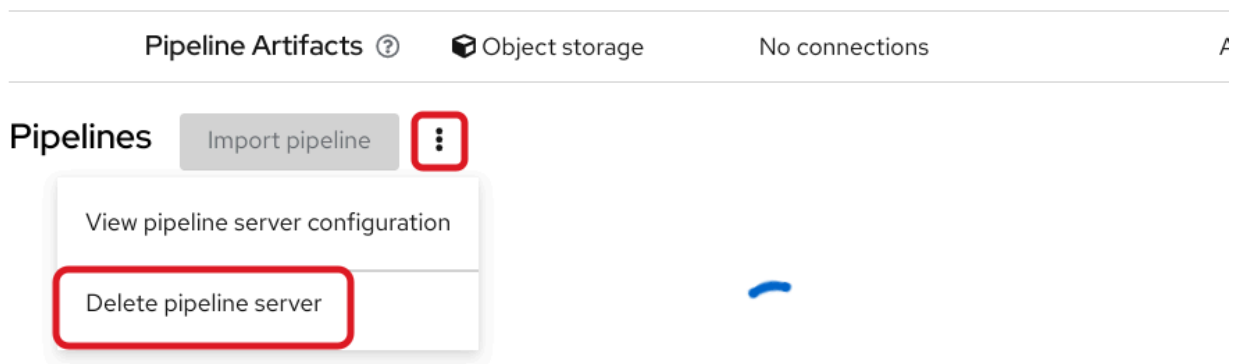 Pipeline Artifacts Object storage No connections
Pipelines Import pipeline
View pipeline server configuration
Delete pipeline server